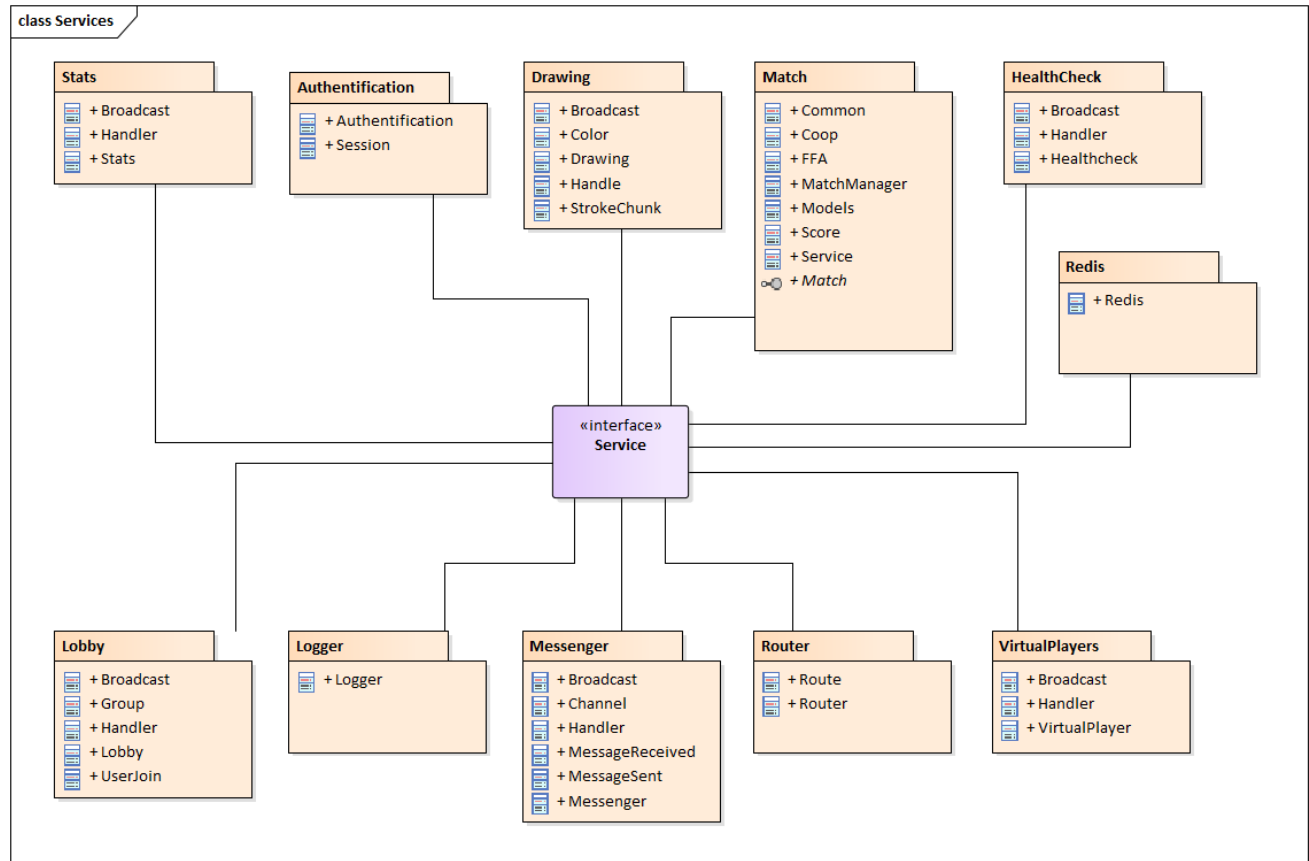 class Services
Stats
+ Broadcast
+ Handler
+ Stats
Authentification
+ Authentification
+ Session
Drawing
+ Broadcast
+ Color
+ Drawing
+ Handle
+ StrokeChunk
Match
+ Common
+ Coop
+ FFA
+ MatchManager
+ Models
+ Score
+ Service
+ Match
HealthCheck
+ Broadcast
+ Handler
+ Healthcheck
Redis
+ Redis
«interface»
Service
Lobby
+ Broadcast
+ Group
+ Handler
+ Lobby
+ UserJoin
Logger
+ Logger
Messenger
+ Broadcast
+ Channel
+ Handler
+ MessageReceived
+ MessageSent
+ Messenger
Router
+ Route
+ Router
VirtualPlayers
+ Broadcast
+ Handler
+ VirtualPlayer